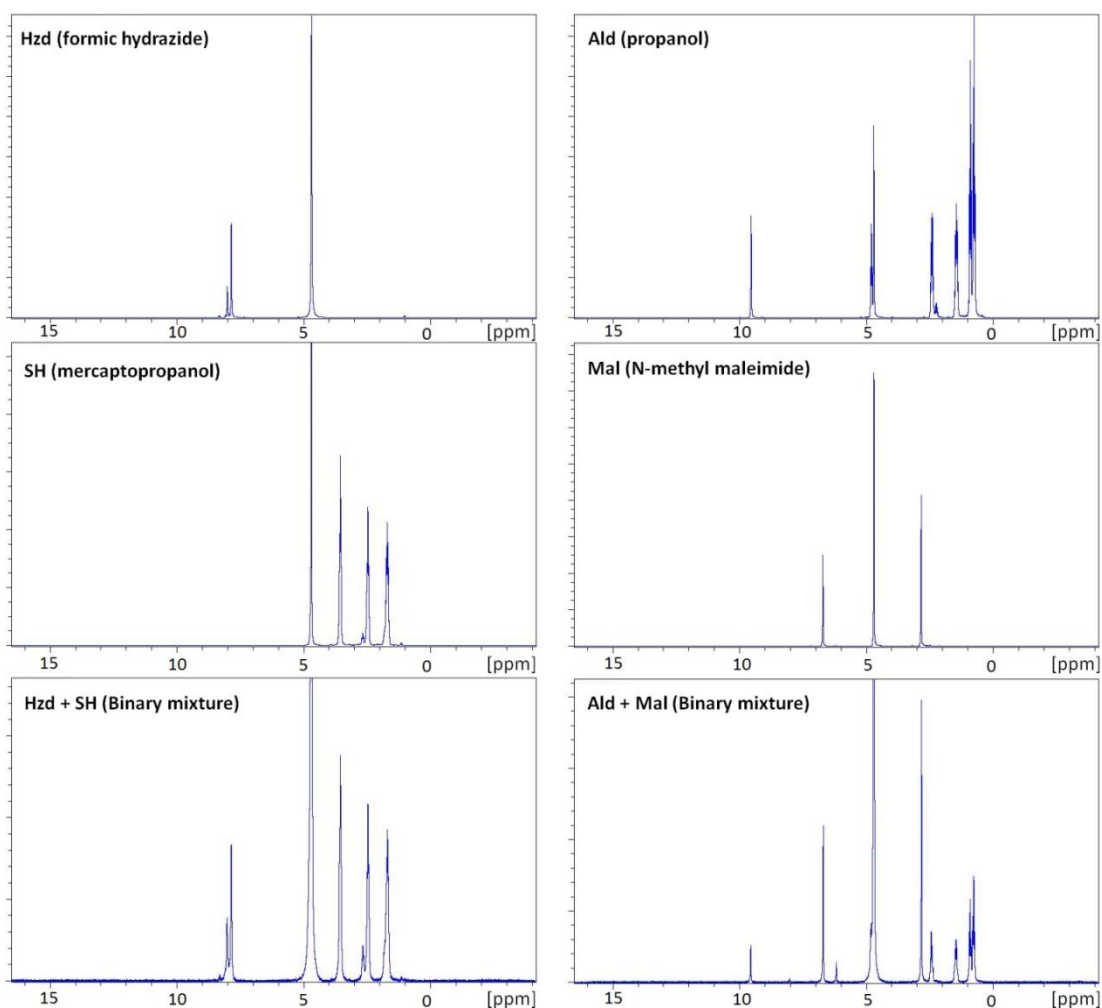 Hzd (formic hydrazide)
15 10 5 0 [ppm]
Ald (propanol)
15 10 5 0 [ppm]
SH (mercaptopropanol)
15 10 5 0 [ppm]
Mal (N-methyl maleimide)
15 10 5 0 [ppm]
Hzd + SH (Binary mixture)
15 10 5 0 [ppm]
Ald + Mal (Binary mixture)
15 10 5 0 [ppm]